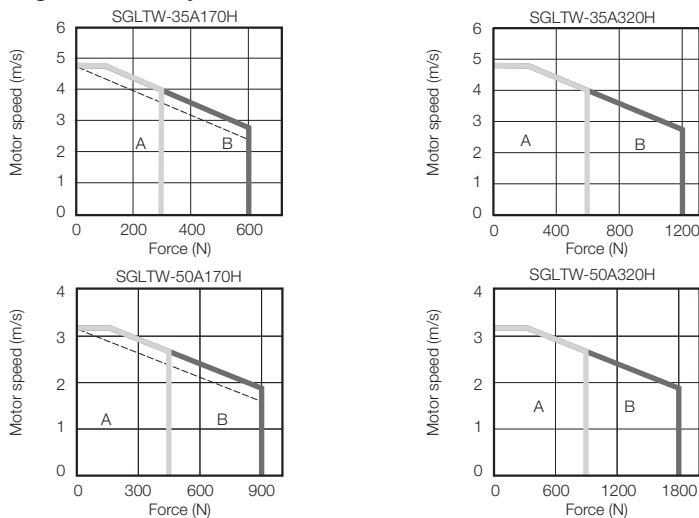 SGLTW-35A170H
6
5
4
3
2
1
0
Motor speed (m/s)
A
B
0 200 400 600
Force (N)
SGLTW-35A320H
6
5
4
3
2
1
0
Motor speed (m/s)
A
B
0 400 800 1200
Force (N)
SGLTW-50A170H
4
3
2
1
0
Motor speed (m/s)
A
B
0 300 600 900
Force (N)
SGLTW-50A320H
4
3
2
1
0
Motor speed (m/s)
A
B
0 600 1200 1800
Force (N)